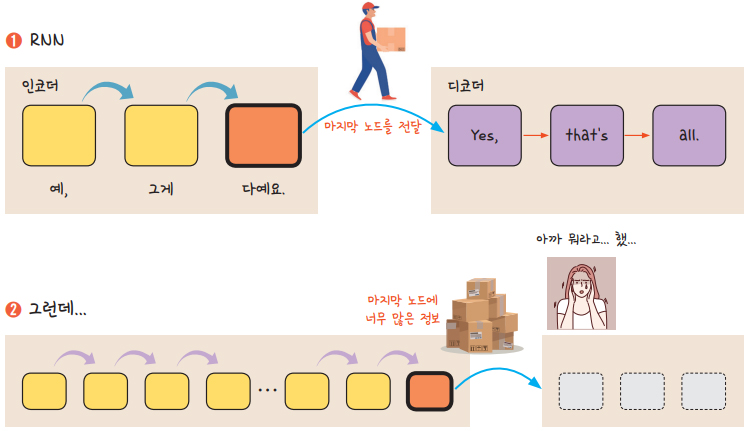 1 RNN
인코더
예,
그게
다예요.
마지막 노드를 전달
디코더
Yes,
that's
all.
2 그런데...
마지막 노드에
너무 많은 정보
아까 뭐라고... 했...